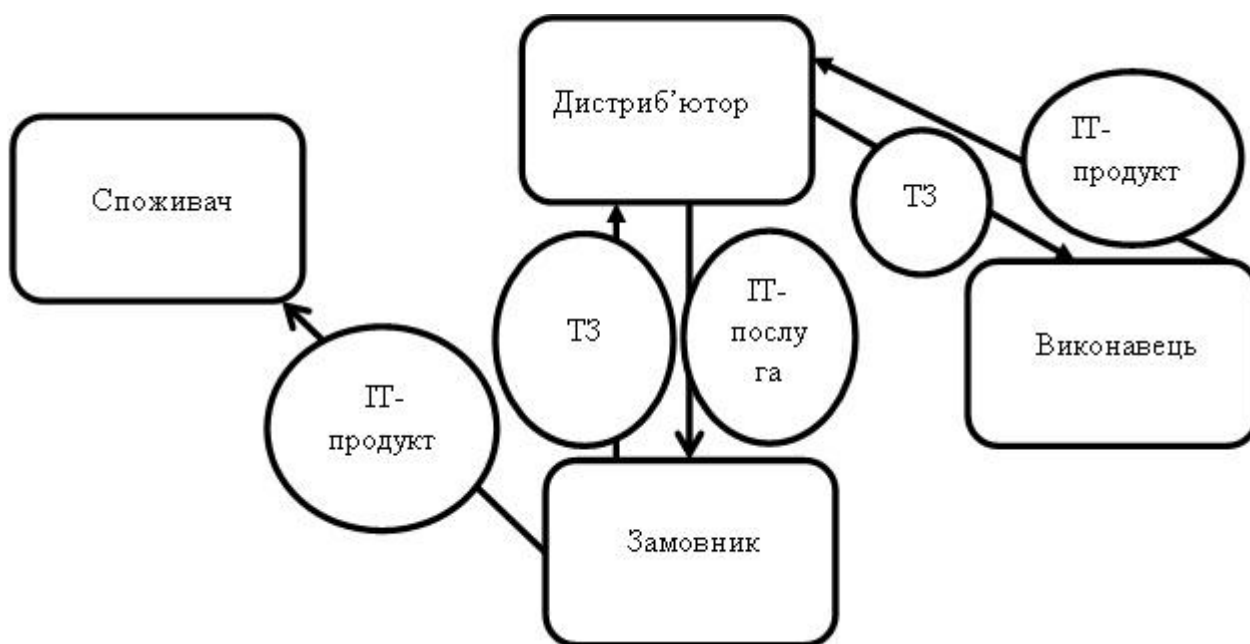 Дистриб’ютор
ІТ-
продукт
ТЗ
Споживач
ТЗ
ІТ-
послу
га
Виконавець
ІТ-
продукт
Замовник